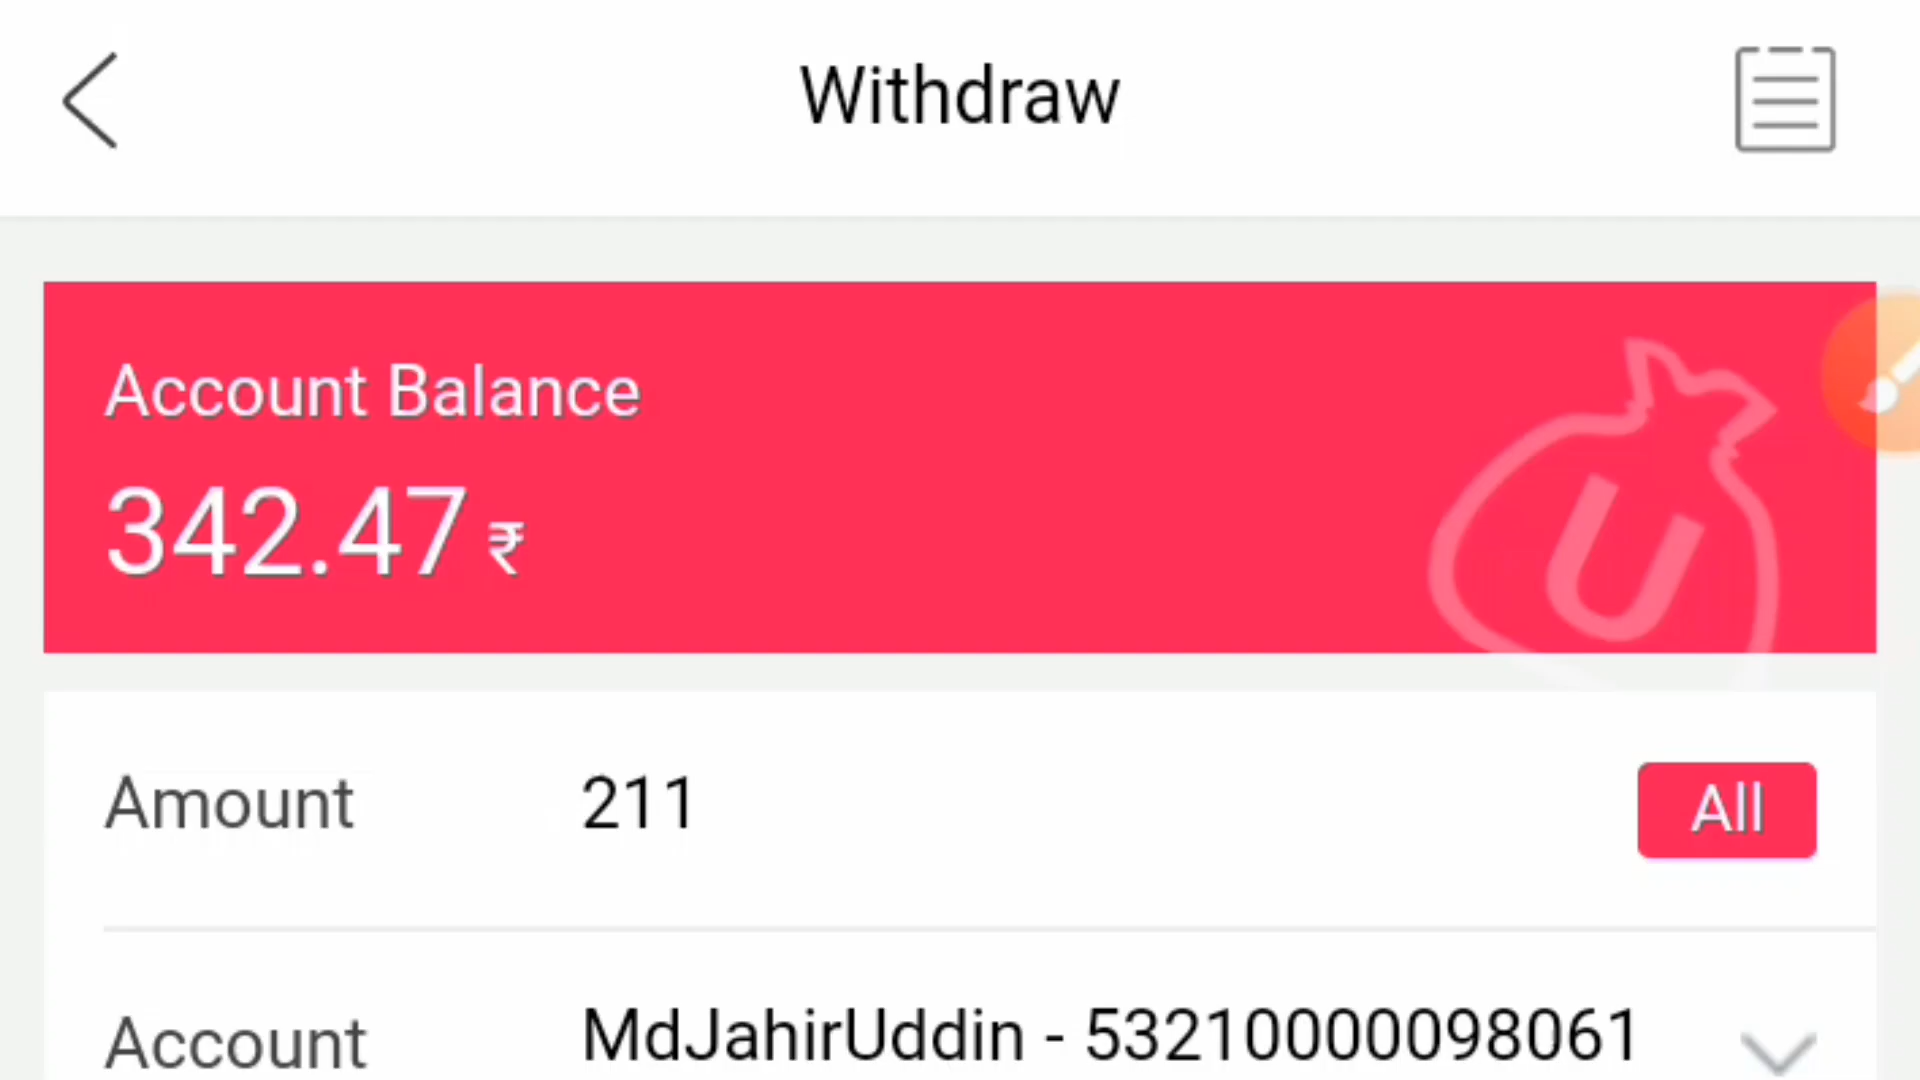 Withdraw
Account Balance
342.47 ₹
U
Amount 211 All
Account MdJahirUddin - 53210000098061